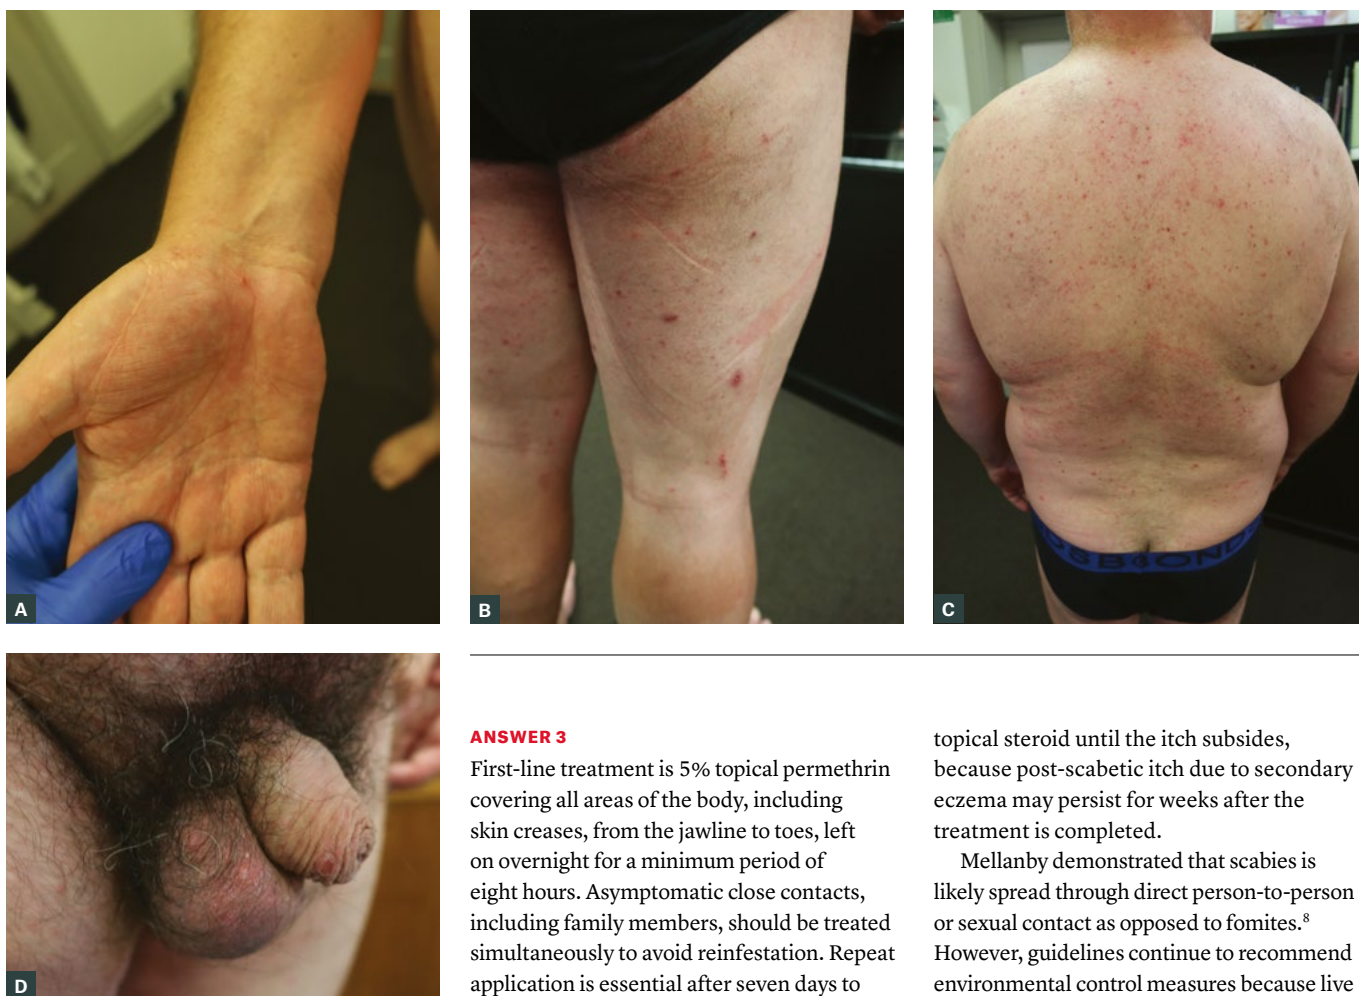 A
B
C
D
ANSWER 3
First-line treatment is 5% topical permethrin
covering all areas of the body, including
skin creases, from the jawline to toes, left
on overnight for a minimum period of
eight hours. Asymptomatic close contacts,
including family members, should be treated
simultaneously to avoid reinfestation. Repeat
application is essential after seven days to
topical steroid until the itch subsides,
because post-scabetic itch due to secondary
eczema may persist for weeks after the
treatment is completed.
Mellanby demonstrated that scabies is
likely spread through direct person-to-person
or sexual contact as opposed to fomites.8
However, guidelines continue to recommend
environmental control measures because live